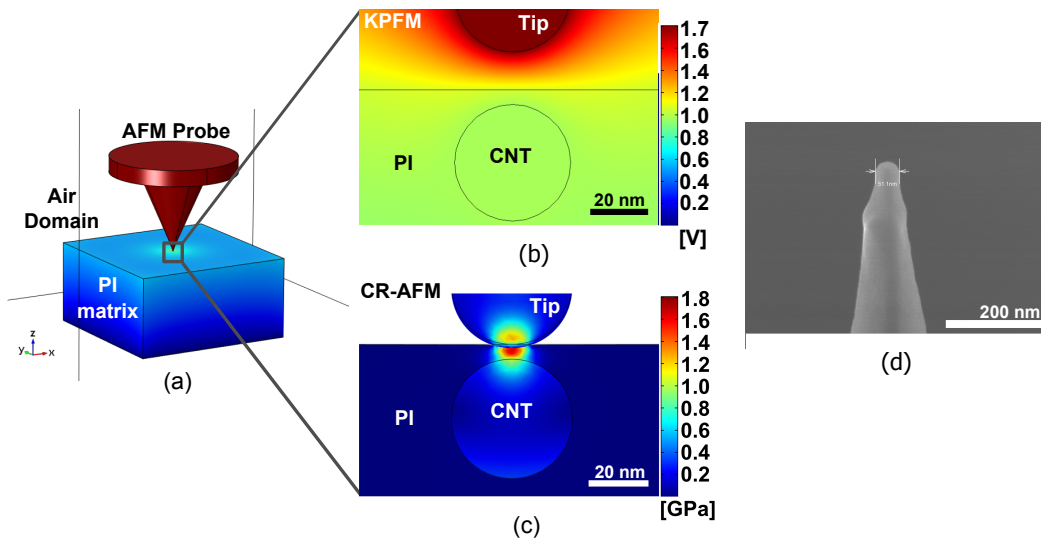 AFM Probe
Air
Domain
PI
matrix
z
y
x
(a)
KPFM
Tip
PI
CNT
20 nm
1.7
1.6
1.4
1.2
1.0
0.8
0.6
0.4
0.2
[V]
(b)
CR-AFM
Tip
PI
CNT
20 nm
1.8
1.6
1.4
1.2
1.0
0.8
0.6
0.4
0.2
[GPa]
(c)
51.1nm
200 nm
(d)